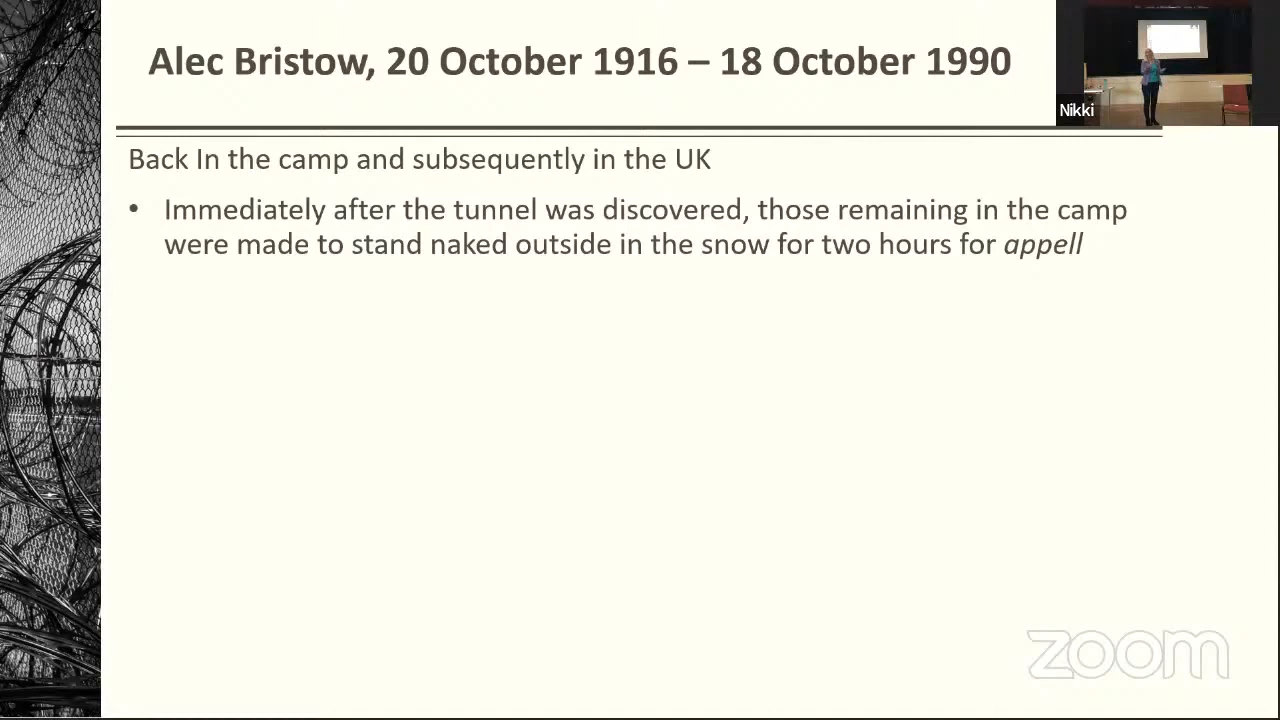 Alec Bristow, 20 October 1916 – 18 October 1990
Nikki
Back In the camp and subsequently in the UK
• Immediately after the tunnel was discovered, those remaining in the camp
were made to stand naked outside in the snow for two hours for appell
zoom